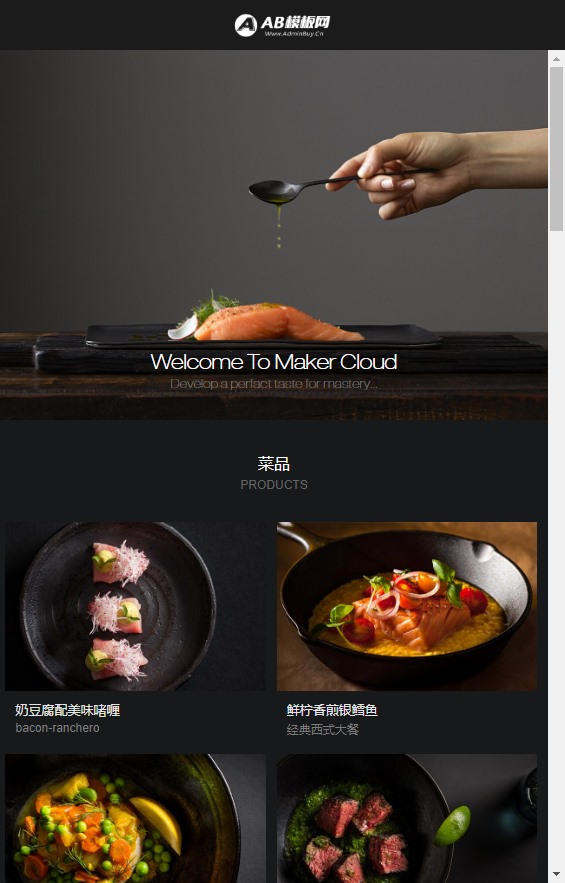 AB模板网
Www.AdminBuy.Cn
Welcome To Maker Cloud
Develop a perfact taste for mastery...
菜品
PRODUCTS
奶豆腐配美味啫喱
bacon-ranchero
鲜柠香煎银鳕鱼
经典西式大餐